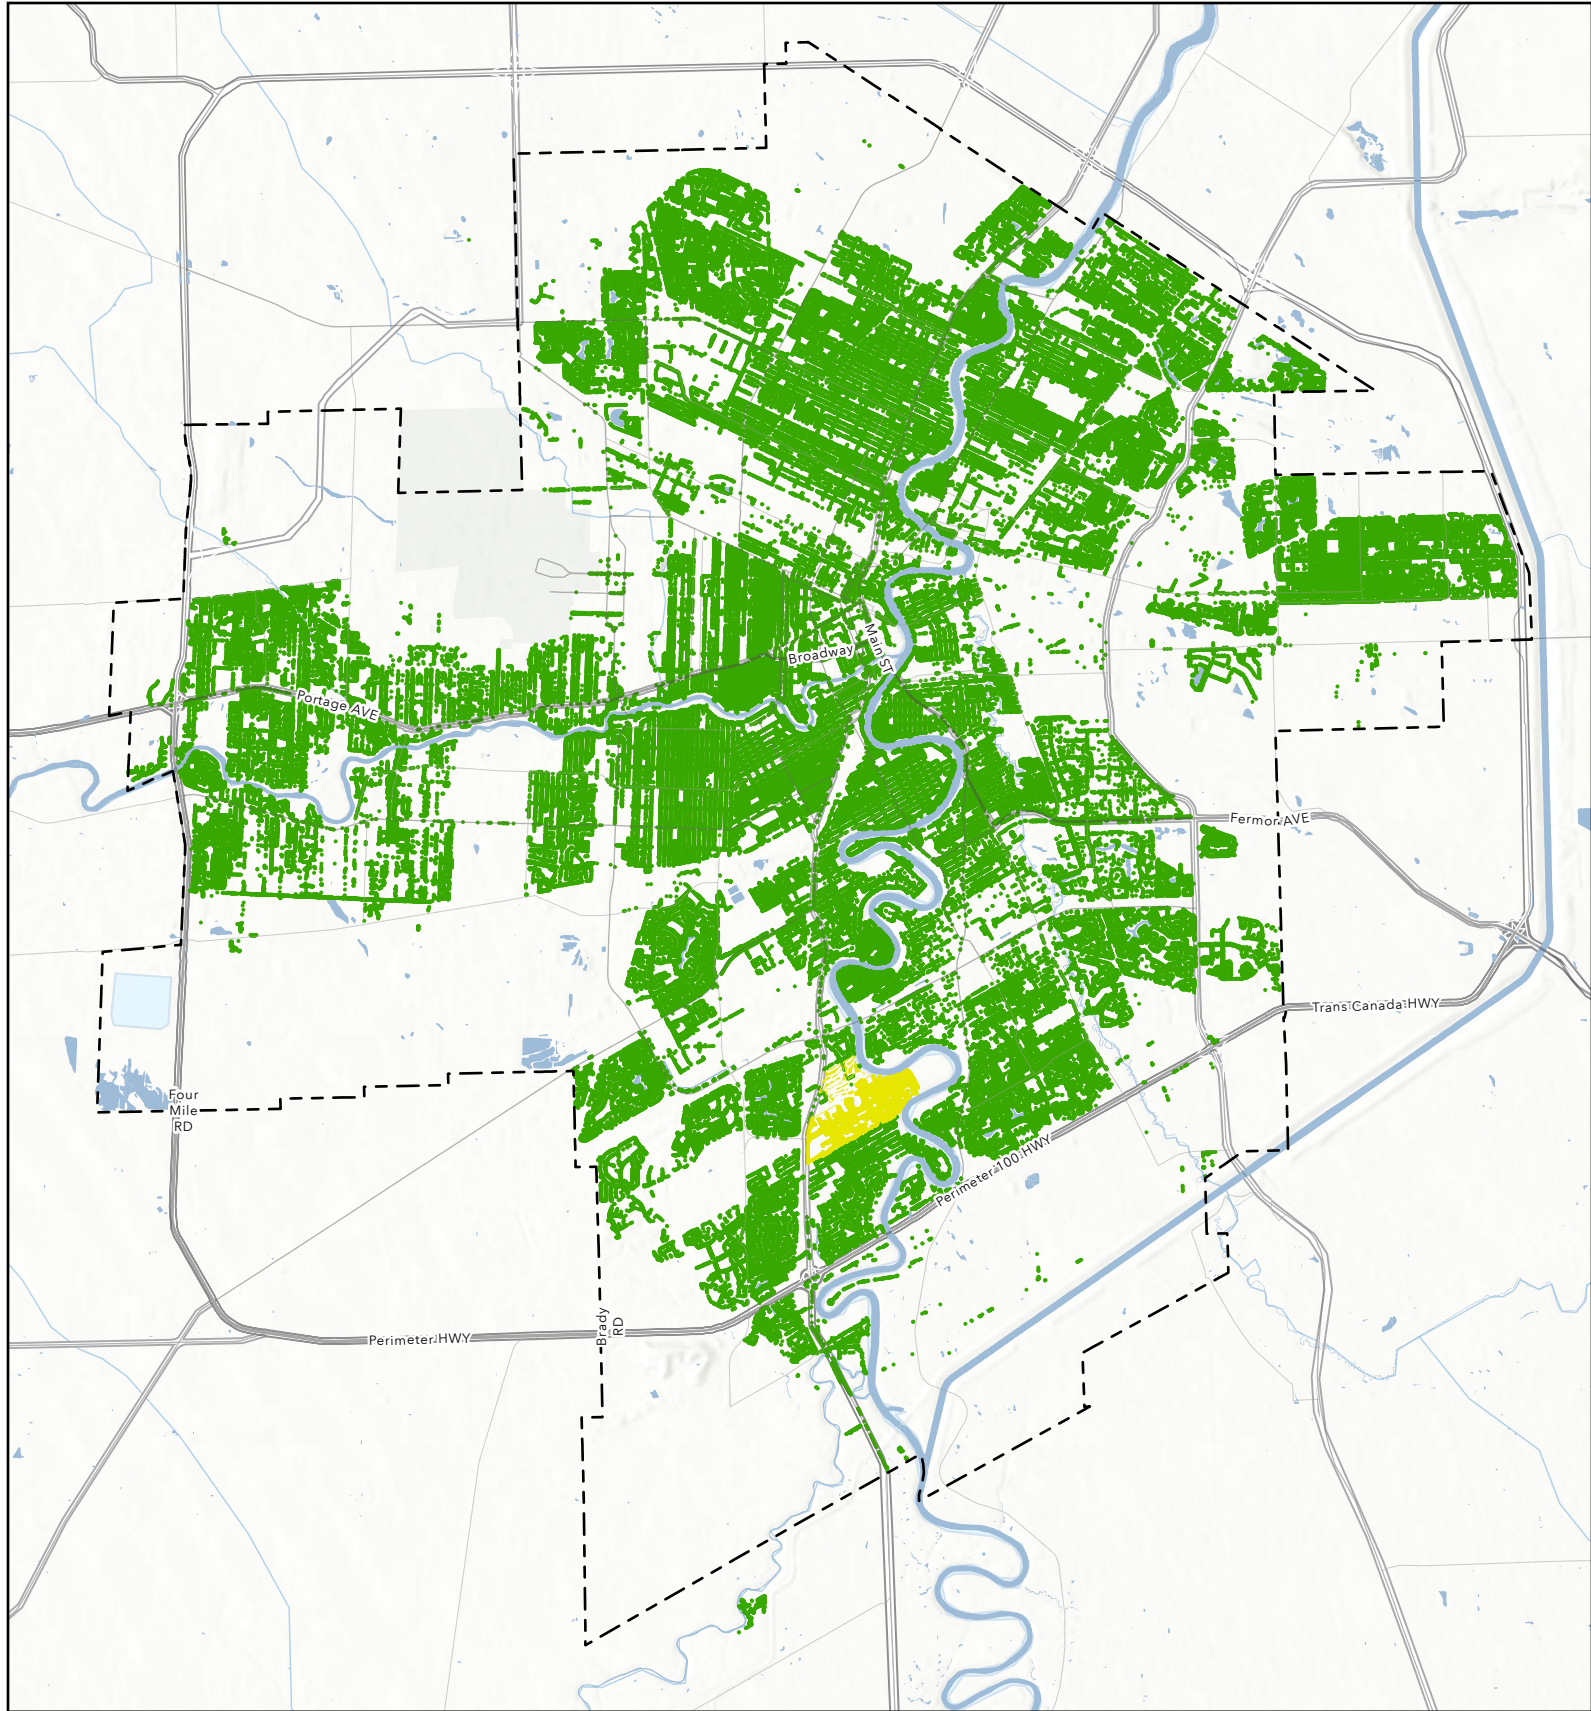 Main ST
Broadway
Portage AVE
Fermor AVE
Trans Canada HWY
Four
Mile
RD
Perimeter 100 HWY
Brady
RD
Perimeter HWY